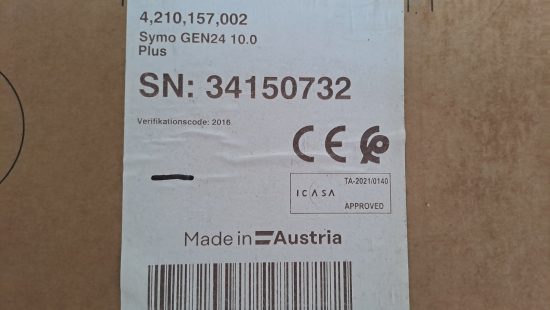 4,210,157,002
Symo GEN24 10.0
Plus
SN: 34150732
Verifikationscode: 2016
CE
TA-2021/0140
ICASA
APPROVED
Made in Austria